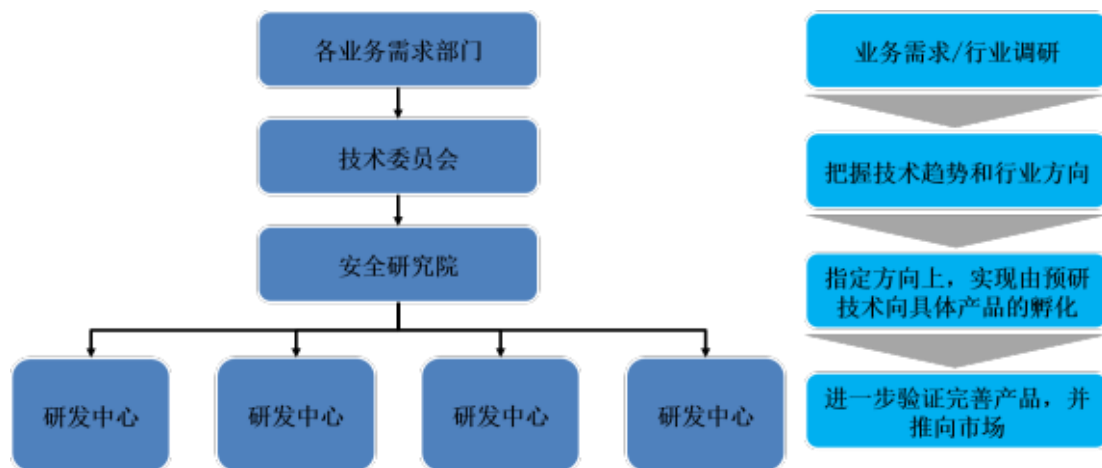 各业务需求部门
技术委员会
安全研究院
研发中心
研发中心
研发中心
研发中心
业务需求/行业调研
把握技术趋势和行业方向
指定方向上，实现由预研
技术向具体产品的孵化
进一步验证完善产品，并
推向市场